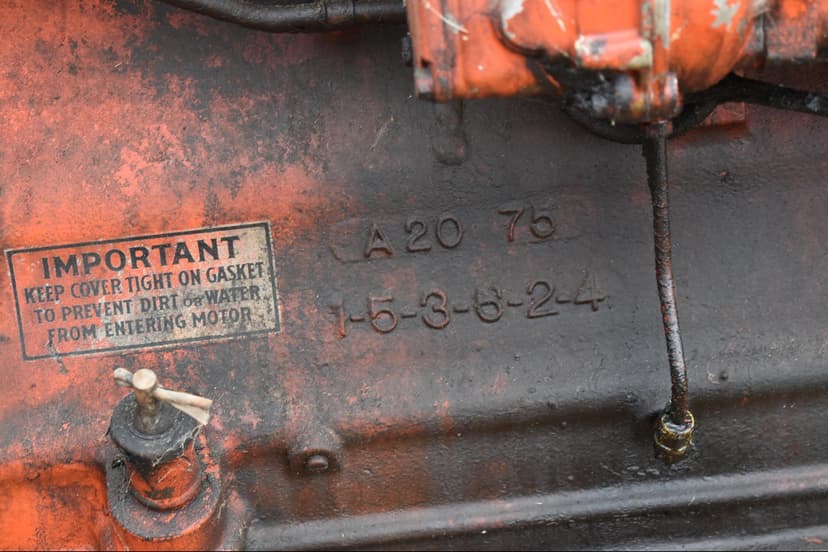 IMPORTANT
KEEP COVER TIGHT ON GASKET
TO PREVENT DIRT OR WATER
FROM ENTERING MOTOR
A20 75
1-5-3-6-2-4